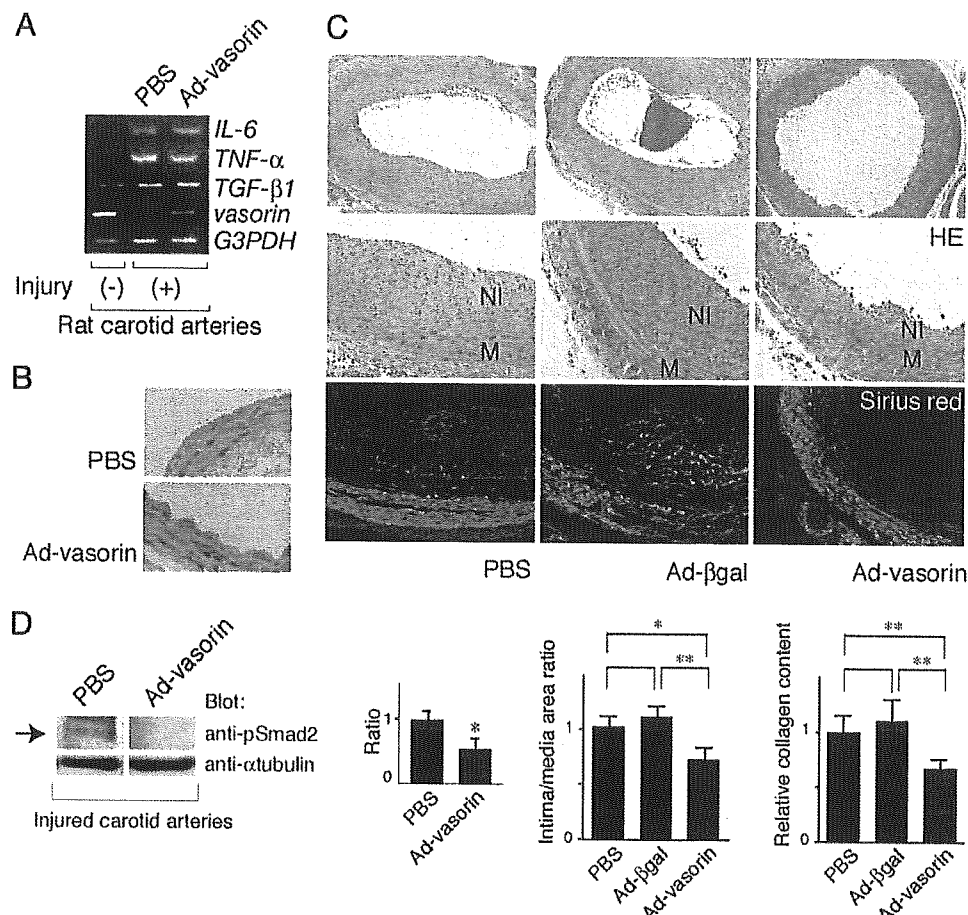 A
PBS
Ad-vasorin
IL-6
TNF-α
TGF-β1
vasorin
G3PDH
Injury (-) (+)
Rat carotid arteries
B
PBS
Ad-vasorin
C
HE
NI
M
NI
M
NI
M
Sirius red
PBS Ad-βgal Ad-vasorin
D
PBS
Ad-vasorin
Blot:
anti-pSmad2
anti-αtubulin
Injured carotid arteries
Ratio
1
0
*
PBS
Ad-vasorin
Intima/media area ratio
1
0
*
**
PBS
Ad-βgal
Ad-vasorin
Relative collagen content
1
0
**
**
PBS
Ad-βgal
Ad-vasorin